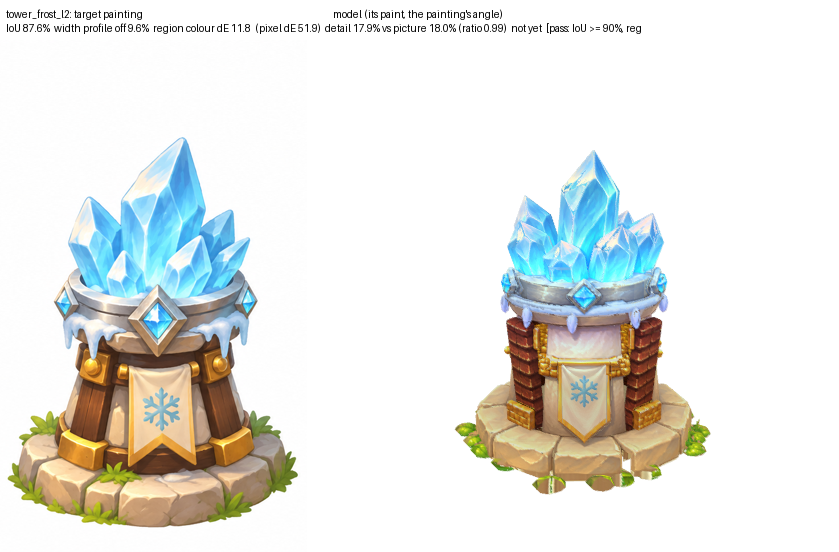 tower_frost_l2: target painting
model (its paint, the painting's angle)
IoU 87.6% width profile off 9.6% region colour dE 11.8 (pixel dE 51.9) detail 17.9% vs picture 18.0% (ratio 0.99) not yet [pass: IoU >= 90%, reg